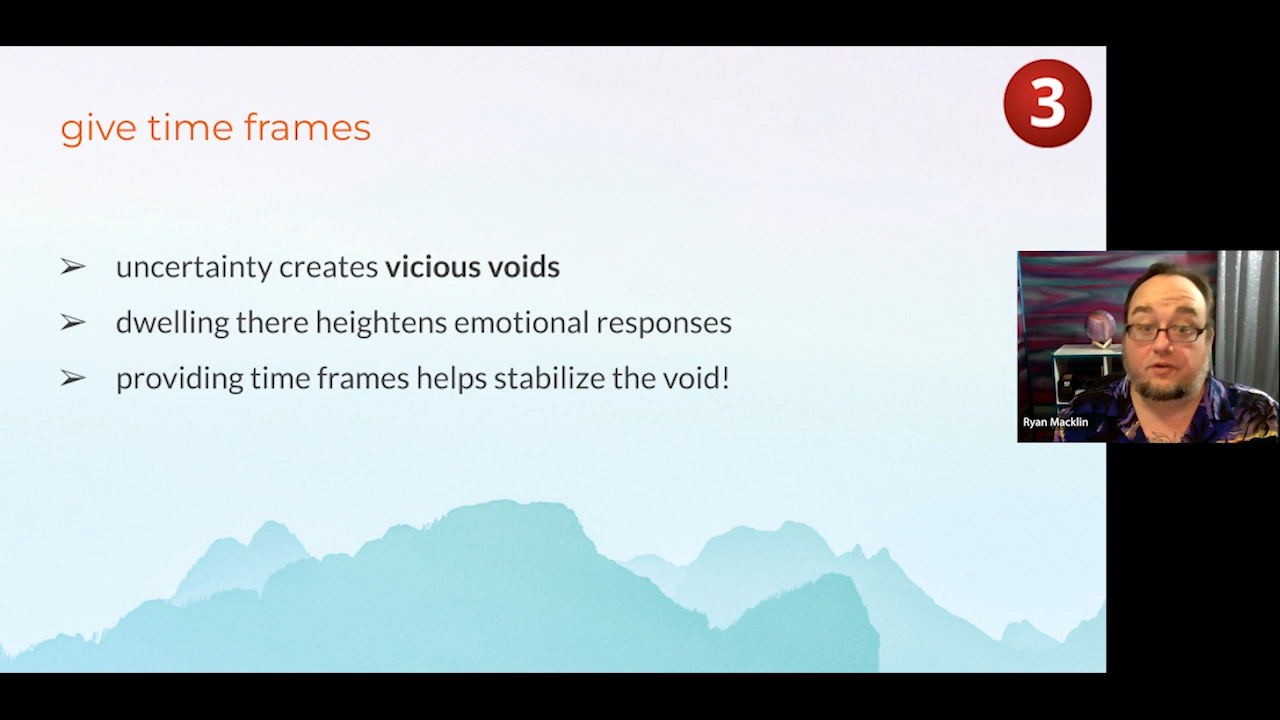 3
give time frames
➢ uncertainty creates vicious voids
➢ dwelling there heightens emotional responses
➢ providing time frames helps stabilize the void!
Ryan Macklin